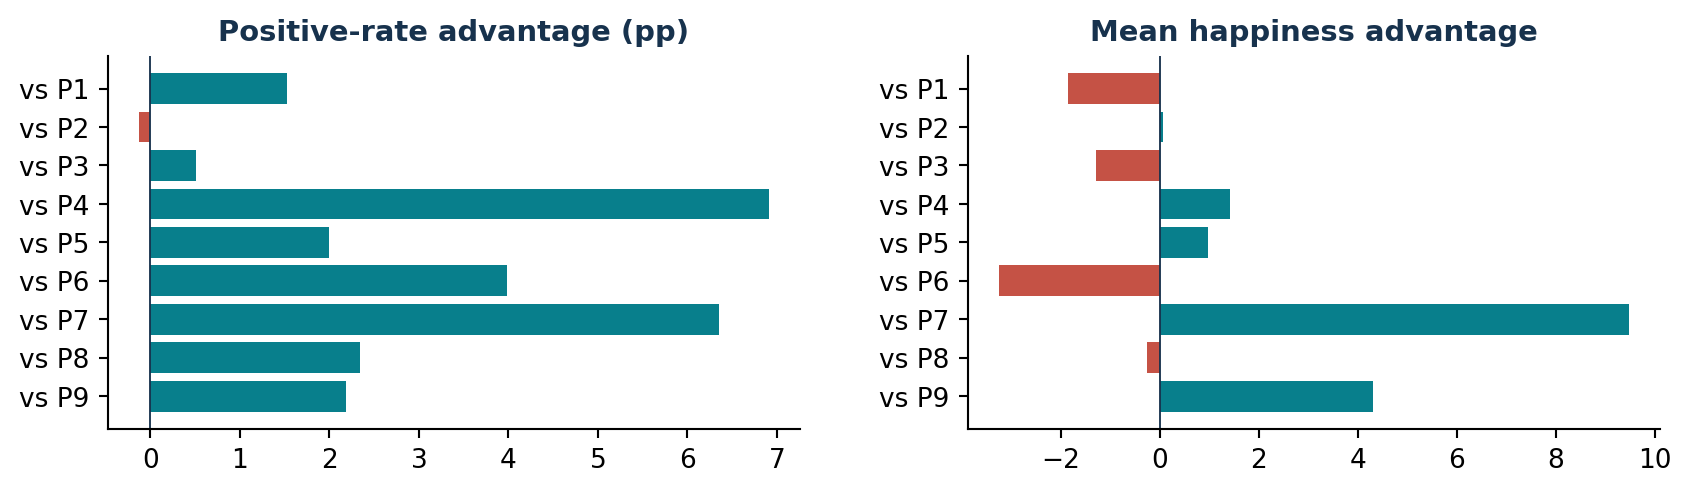 Positive-rate advantage (pp)
vs P1
vs P2
vs P3
vs P4
vs P5
vs P6
vs P7
vs P8
vs P9
0 1 2 3 4 5 6 7
Mean happiness advantage
vs P1
vs P2
vs P3
vs P4
vs P5
vs P6
vs P7
vs P8
vs P9
−2 0 2 4 6 8 10